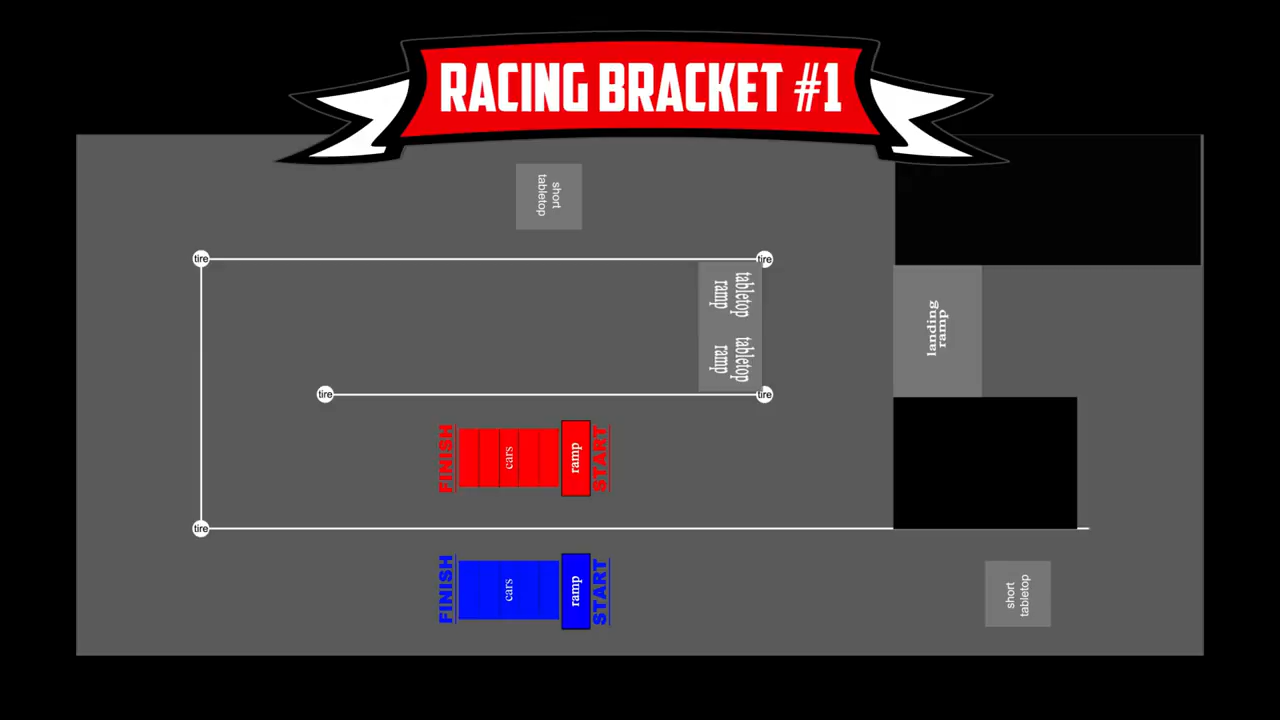 RACING BRACKET #1
short
tabletop
tire
tire
tabletop
ramp
tabletop
ramp
landing
ramp
tire
tire
FINISH
cars
ramp
START
tire
FINISH
cars
ramp
START
short
tabletop